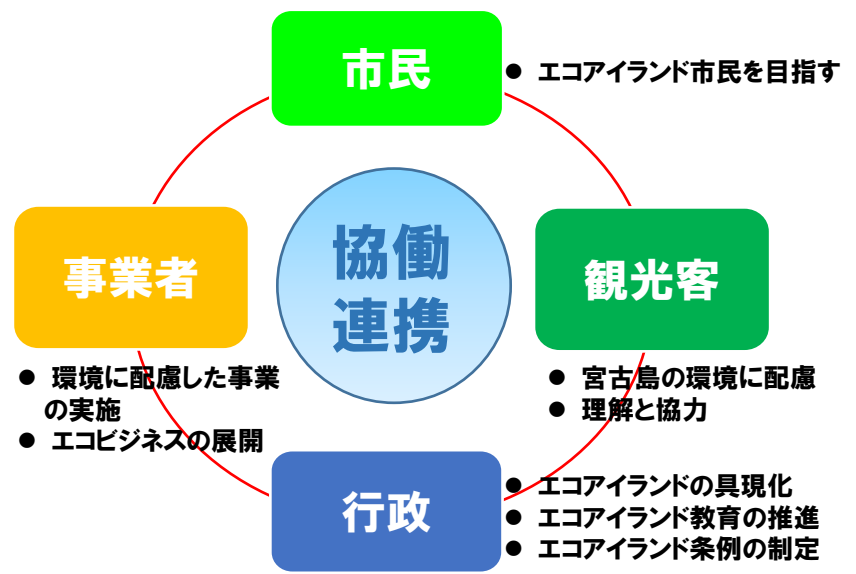 市民
● エコアイランド市民を目指す
事業者
協働
連携
観光客
● 環境に配慮した事業
の実施
● エコビジネスの展開
● 宮古島の環境に配慮
● 理解と協力
行政
● エコアイランドの具現化
● エコアイランド教育の推進
● エコアイランド条例の制定